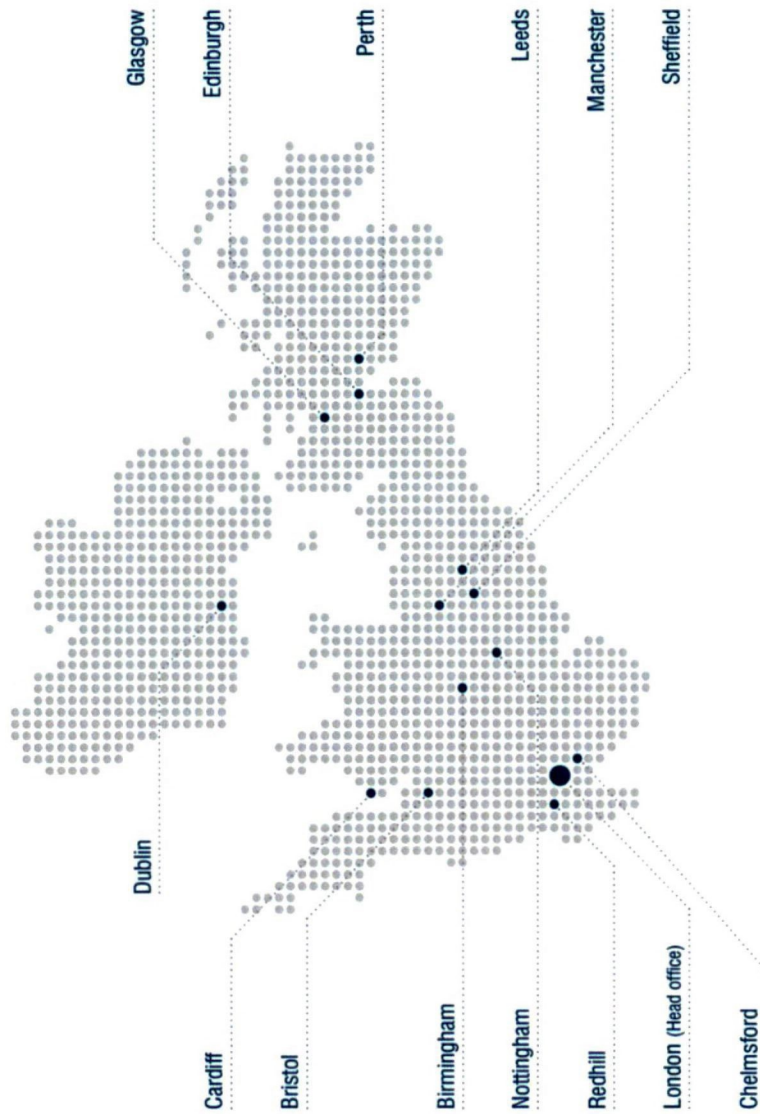 Glasgow
Edinburgh
Perth
Leeds
Manchester
Sheffield
Dublin
Cardiff
Bristol
Birmingham
Nottingham
Redhill
London (Head office)
Chelmsford